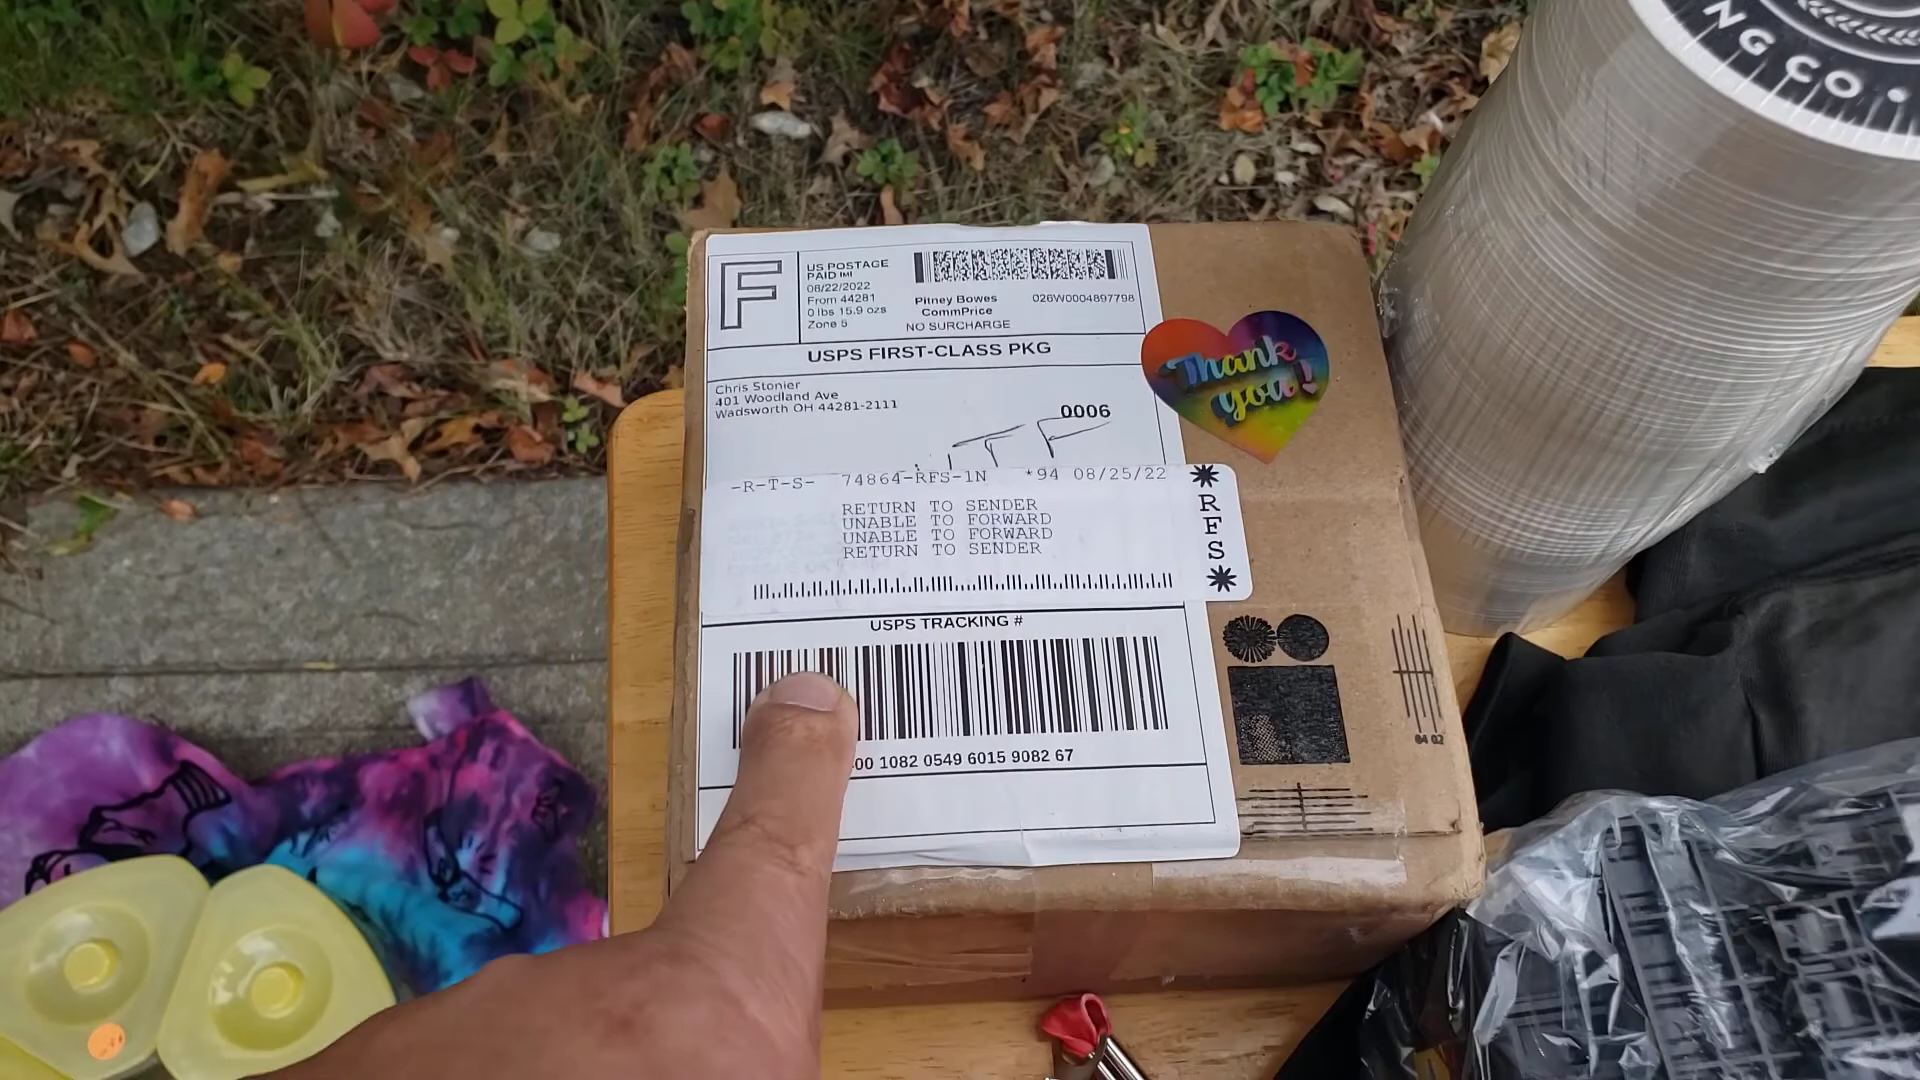 NG CO •
F
US POSTAGE
PAID IMI
08/22/2022
From 44281
0 lbs 15.9 ozs
Zone 5
Pitney Bowes
CommPrice
NO SURCHARGE
026W0004897798
USPS FIRST-CLASS PKG
Chris Stonier
401 Woodland Ave
Wadsworth OH 44281-2111
0006
Thank
you!
-R-T-S- 74864-RFS-1N *94 08/25/22
RETURN TO SENDER
UNABLE TO FORWARD
UNABLE TO FORWARD
RETURN TO SENDER
*RFS*
USPS TRACKING #
00 1082 0549 6015 9082 67